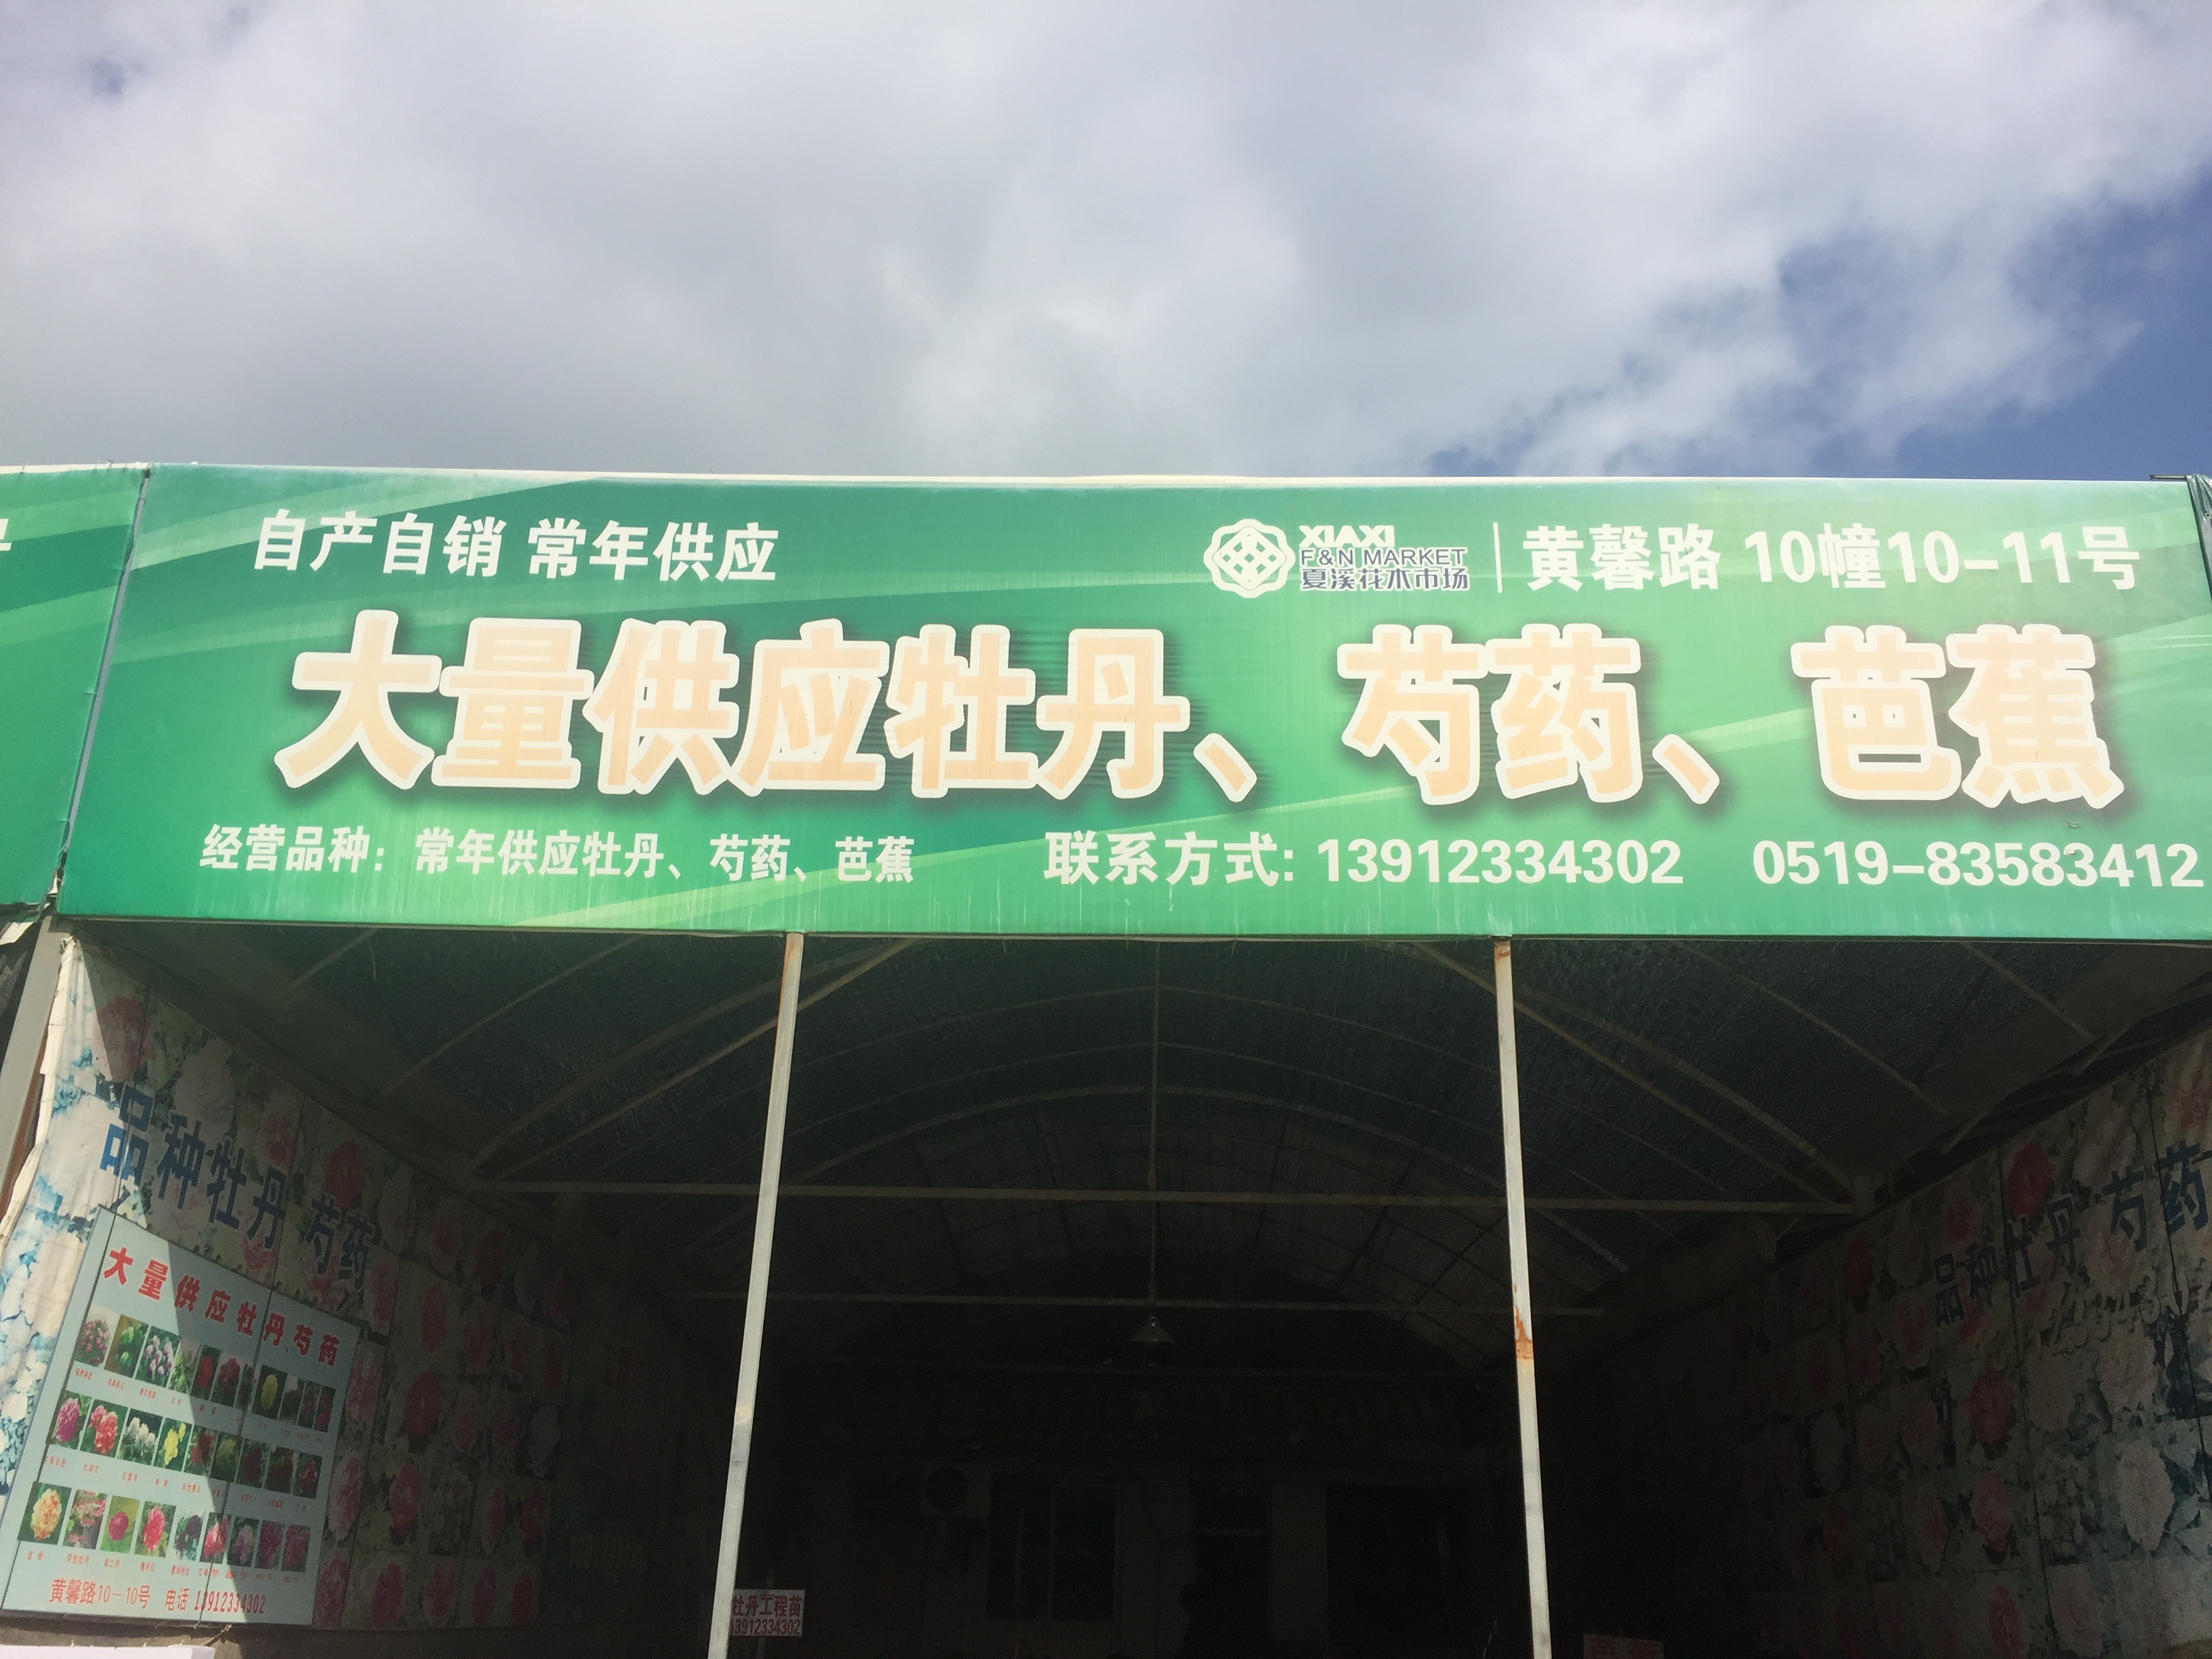 自产自销 常年供应
XIAXI
F&N MARKET
夏溪花木市场
黄馨路 10幢10-11号
大量供应牡丹、芍药、芭蕉
经营品种：常年供应牡丹、芍药、芭蕉
联系方式: 13912334302 0519-83583412
品种牡丹 芍药
大量供应牡丹、芍药
黄馨路10-10号 电话 13912334302
牡丹工程苗
13912334302
品种牡丹 芍药